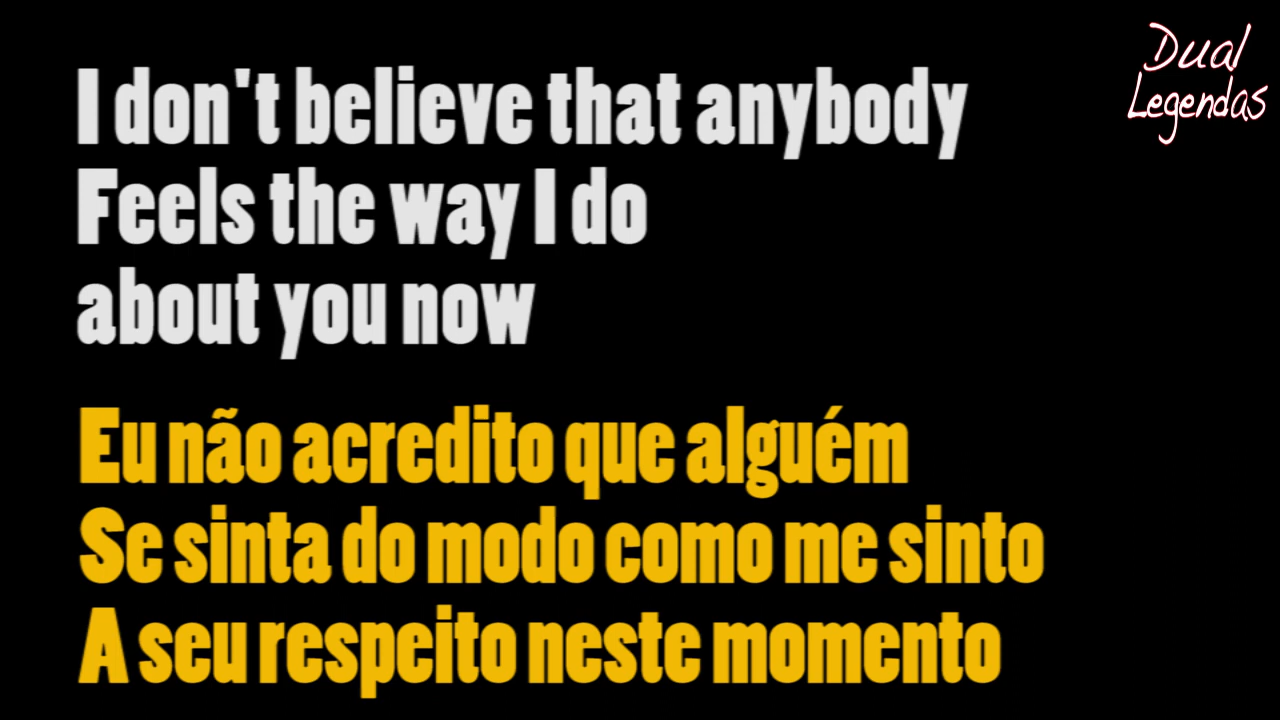 I don't believe that anybody
Feels the way I do
about you now
Eu não acredito que alguém
Se sinta do modo como me sinto
A seu respeito neste momento
Dual
Legendas